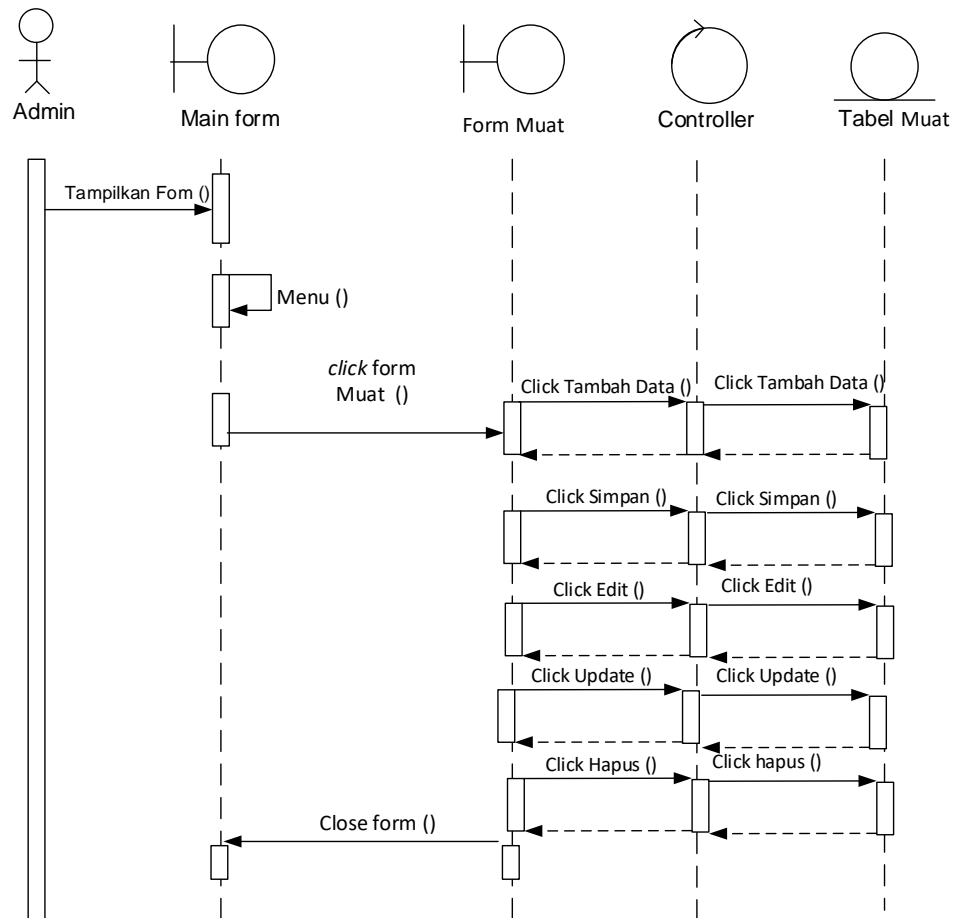 Admin
Main form
Form Muat
Controller
Tabel Muat
Tampilkan Fom ()
Menu ()
click form
Muat ()
Click Tambah Data ()
Click Tambah Data ()
Click Simpan ()
Click Simpan ()
Click Edit ()
Click Edit ()
Click Update ()
Click Update ()
Click Hapus ()
Click hapus ()
Close form ()